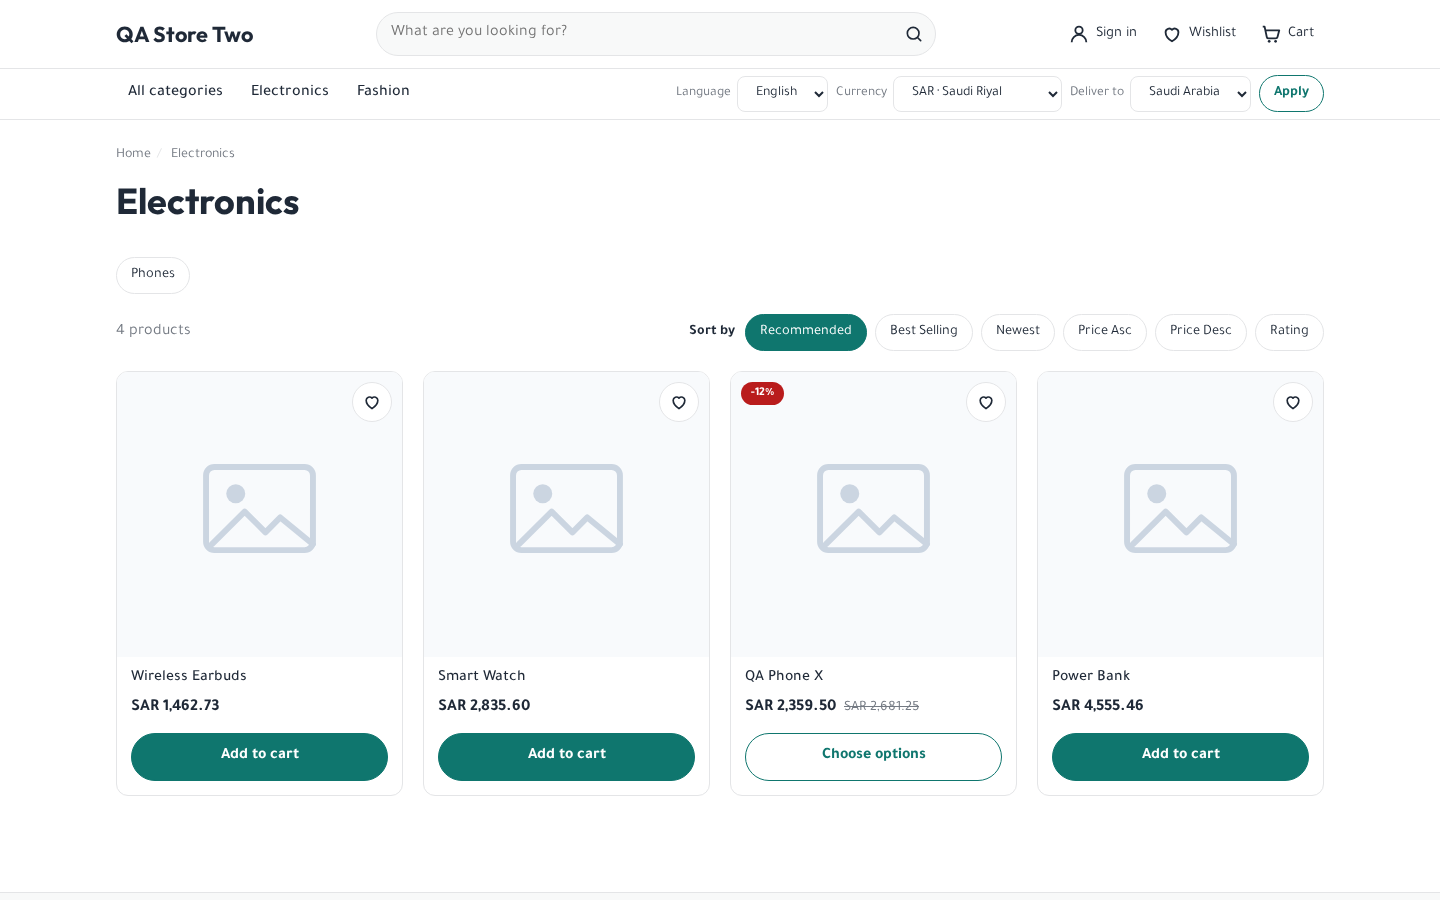 QA Store Two
What are you looking for?
Sign in
Wishlist
Cart
All categories
Electronics
Fashion
Language
English
Currency
SAR · Saudi Riyal
Deliver to
Saudi Arabia
Apply
Home / Electronics
Electronics
Phones
4 products
Sort by
Recommended
Best Selling
Newest
Price Asc
Price Desc
Rating
-12%
Wireless Earbuds
SAR 1,462.73
Add to cart
Smart Watch
SAR 2,835.60
Add to cart
QA Phone X
SAR 2,359.50 SAR 2,681.25
Choose options
Power Bank
SAR 4,555.46
Add to cart